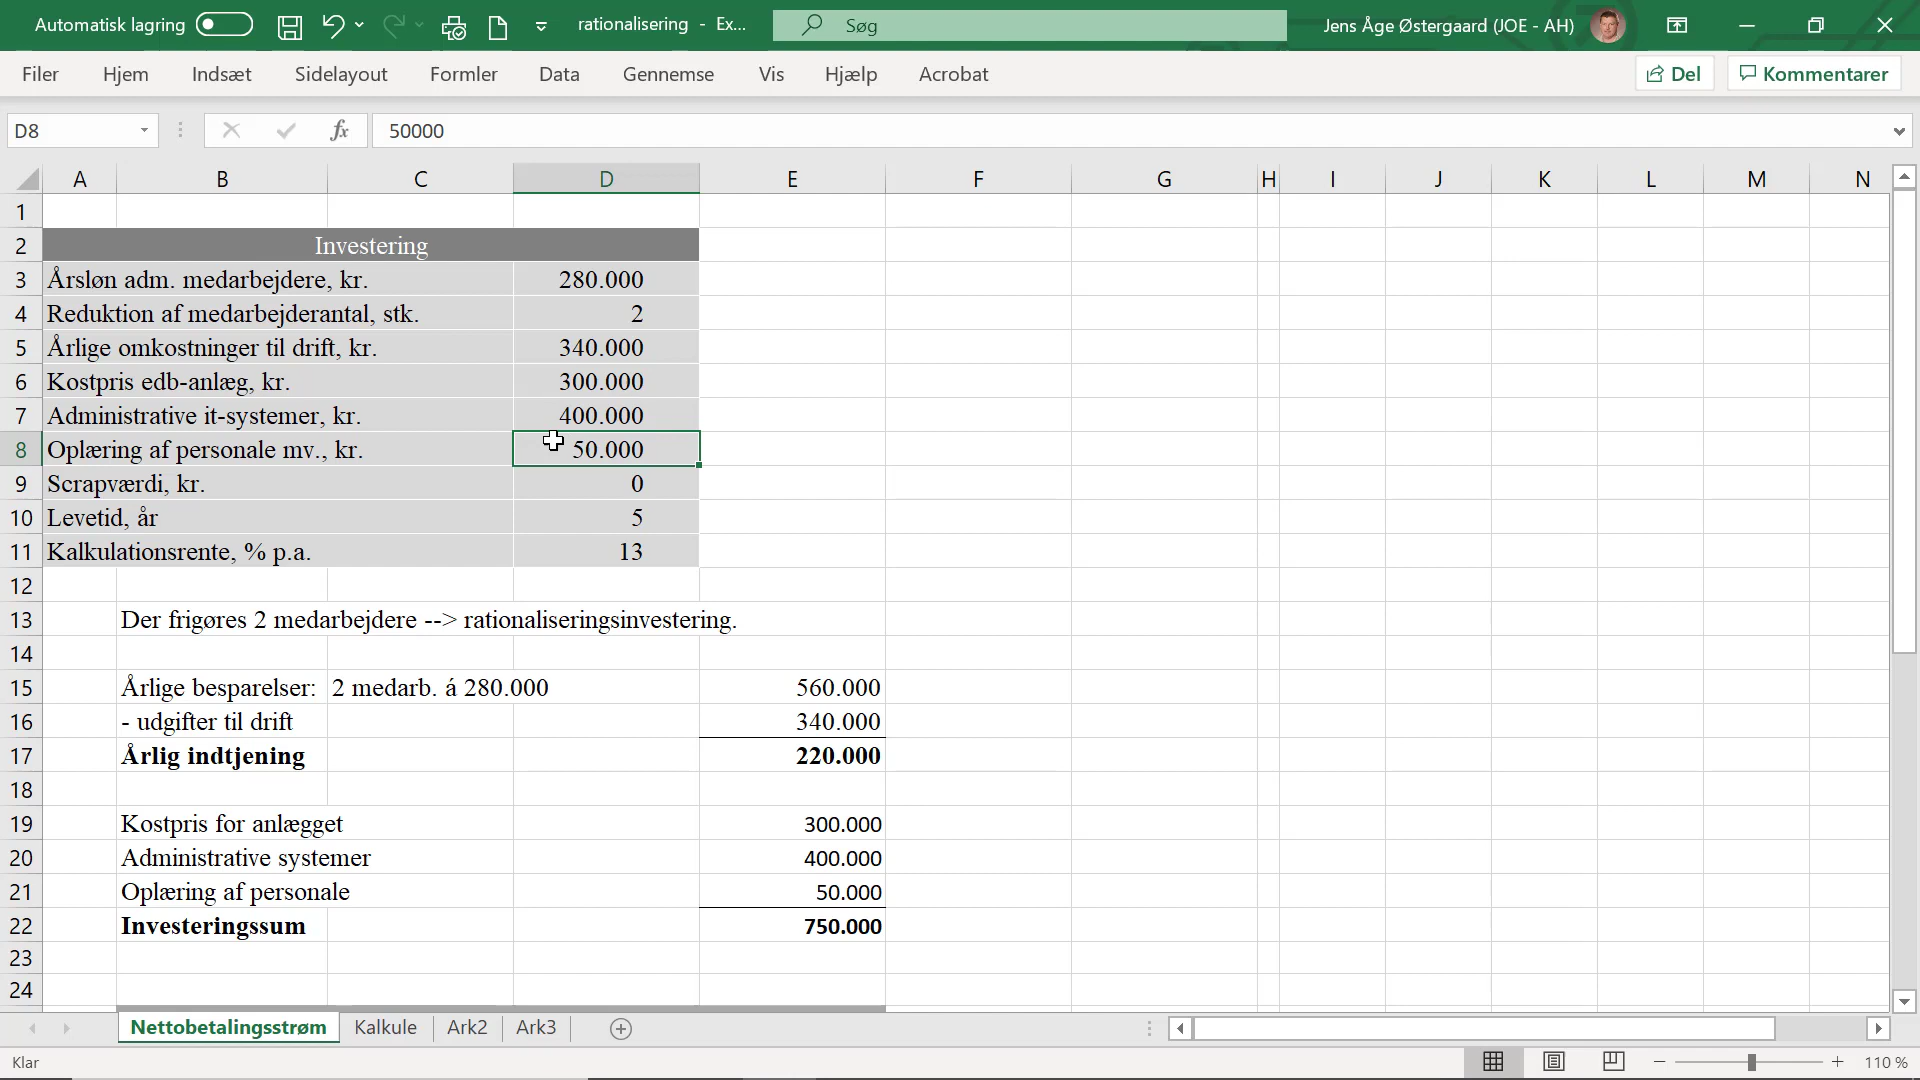 Automatisk lagring
rationalisering - Ex...
Søg
Jens Åge Østergaard (JOE - AH)
Filer Hjem Indsæt Sidelayout Formler Data Gennemse Vis Hjælp Acrobat
Del
Kommentarer
D8
fx
50000
A B C D E F G H I J K L M N
1
2 Investering
3 Årsløn adm. medarbejdere, kr. 280.000
4 Reduktion af medarbejderantal, stk. 2
5 Årlige omkostninger til drift, kr. 340.000
6 Kostpris edb-anlæg, kr. 300.000
7 Administrative it-systemer, kr. 400.000
8 Oplæring af personale mv., kr. 50.000
9 Scrapværdi, kr. 0
10 Levetid, år 5
11 Kalkulationsrente, % p.a. 13
12
13 Der frigøres 2 medarbejdere --> rationaliseringsinvestering.
14
15 Årlige besparelser: 2 medarb. á 280.000 560.000
16 - udgifter til drift 340.000
17 Årlig indtjening 220.000
18
19 Kostpris for anlægget 300.000
20 Administrative systemer 400.000
21 Oplæring af personale 50.000
22 Investeringssum 750.000
23
24
Nettobetalingsstrøm Kalkule Ark2 Ark3
Klar
110 %